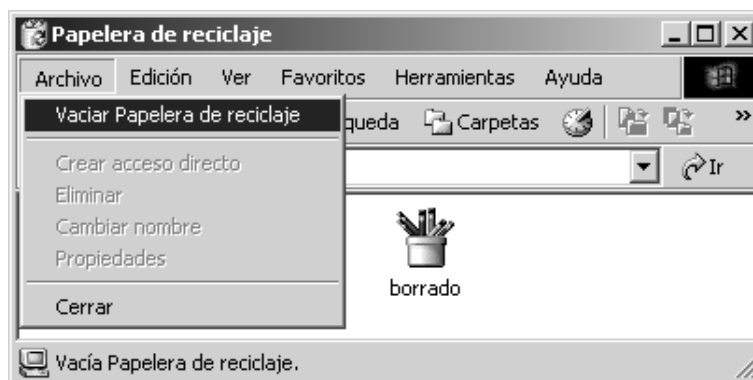 Papelera de reciclaje
Archivo Edición Ver Favoritos Herramientas Ayuda
Vaciar Papelera de reciclaje
queda Carpetas »
Crear acceso directo
Ir
Eliminar
Cambiar nombre
Propiedades
borrado
Cerrar
Vacía Papelera de reciclaje.